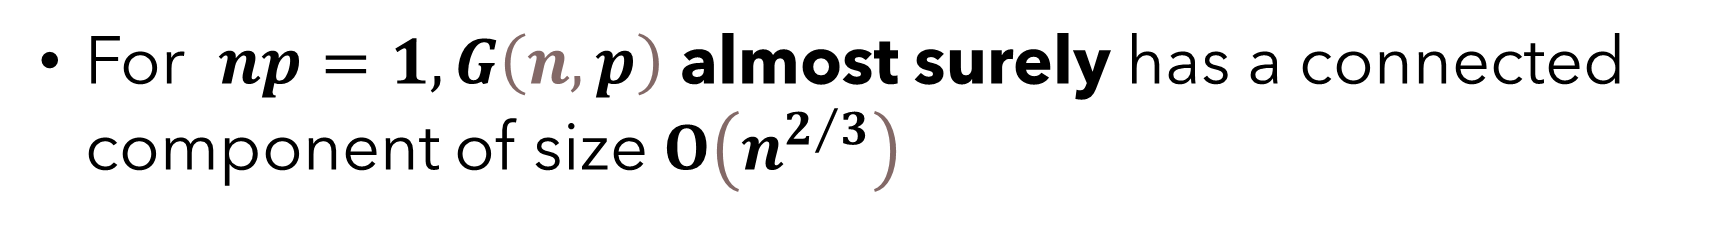 • For np = 1, G(n, p) almost surely has a connected
component of size O(n^{2/3})